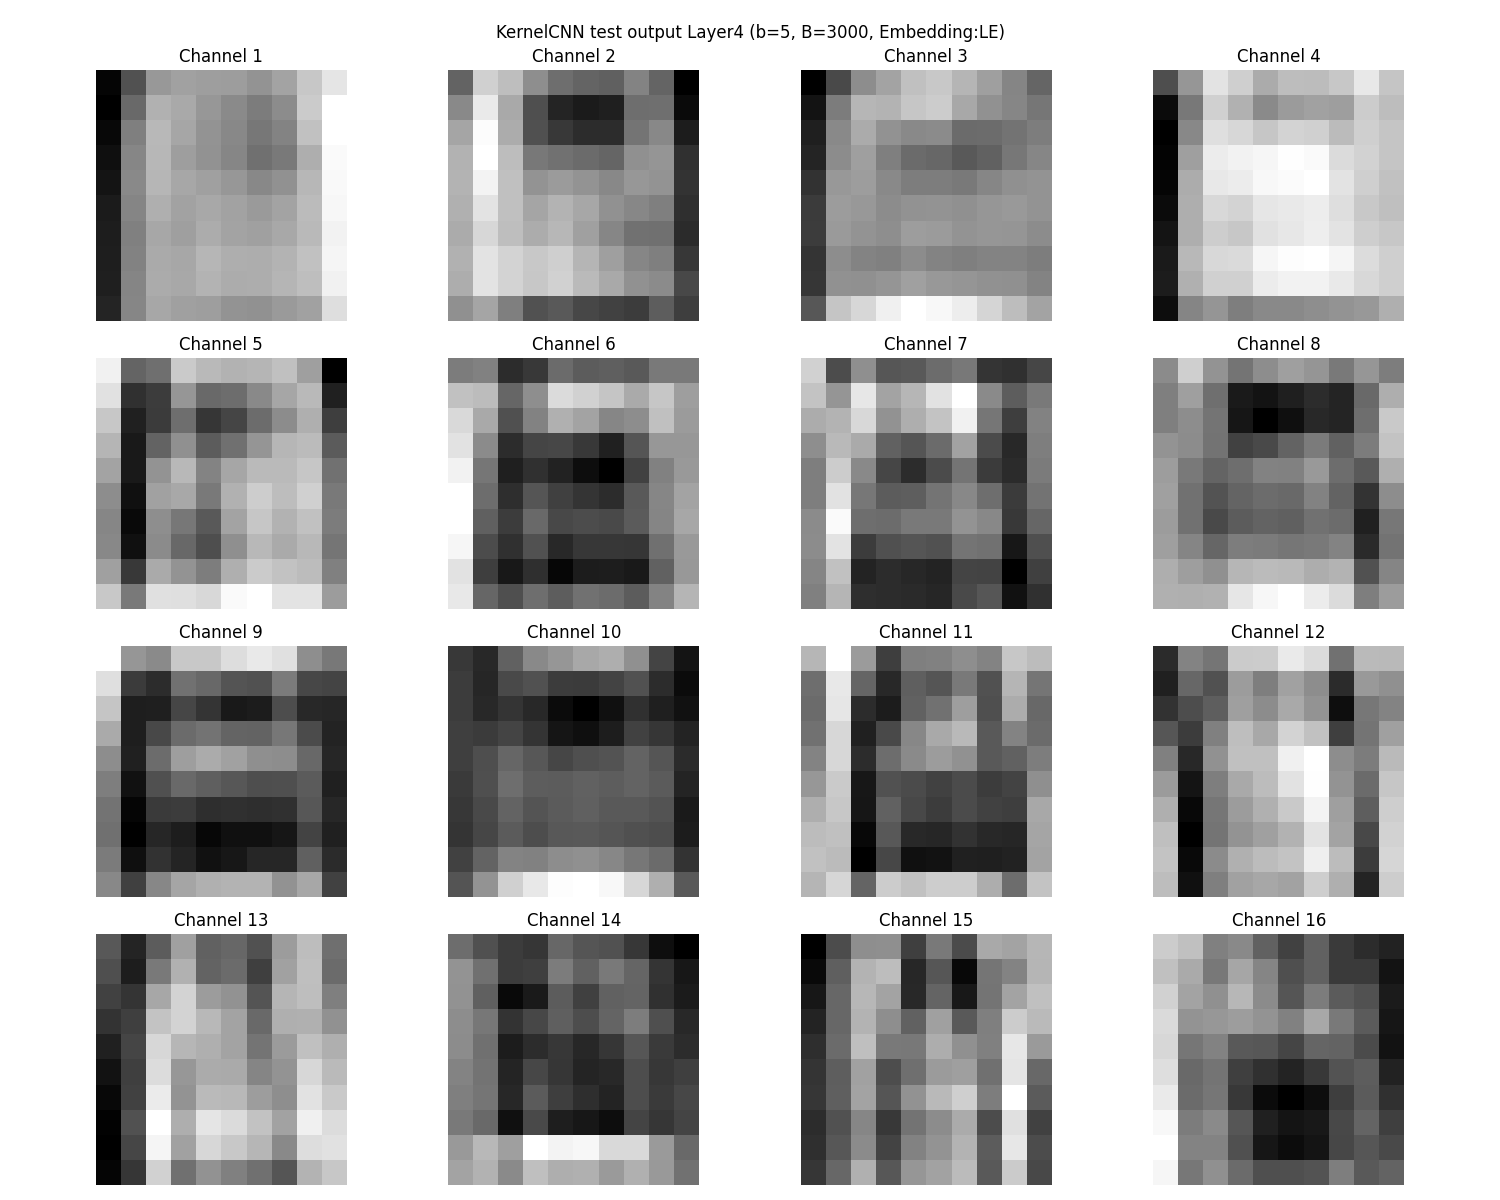 KernelCNN test output Layer4 (b=5, B=3000, Embedding:LE)
Channel 1 Channel 2 Channel 3 Channel 4
Channel 5 Channel 6 Channel 7 Channel 8
Channel 9 Channel 10 Channel 11 Channel 12
Channel 13 Channel 14 Channel 15 Channel 16